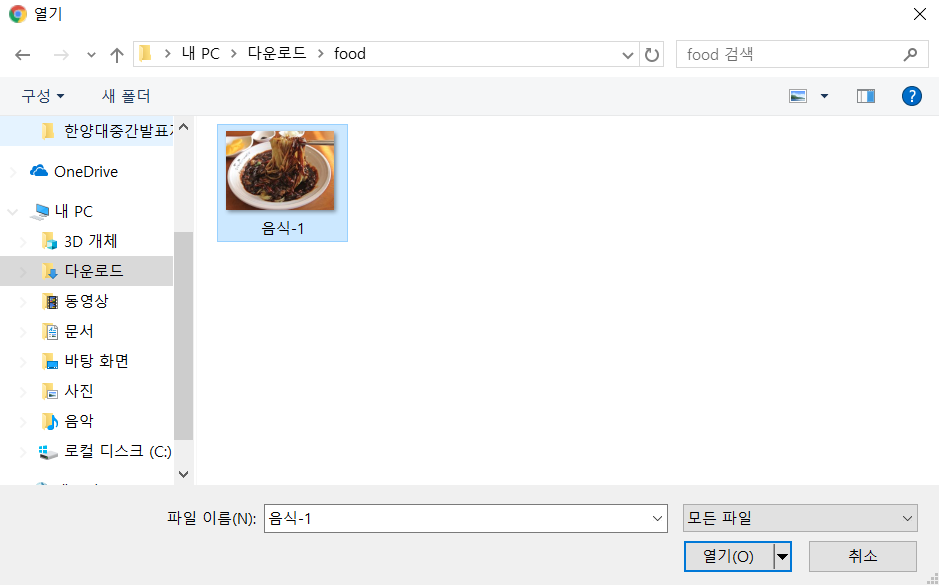 열기
내 PC > 다운로드 > food
food 검색
구성
새 폴더
한양대중간발표
OneDrive
내 PC
3D 개체
다운로드
동영상
문서
바탕 화면
사진
음악
로컬 디스크 (C:)
음식-1
파일 이름(N):
음식-1
모든 파일
열기(O)
취소